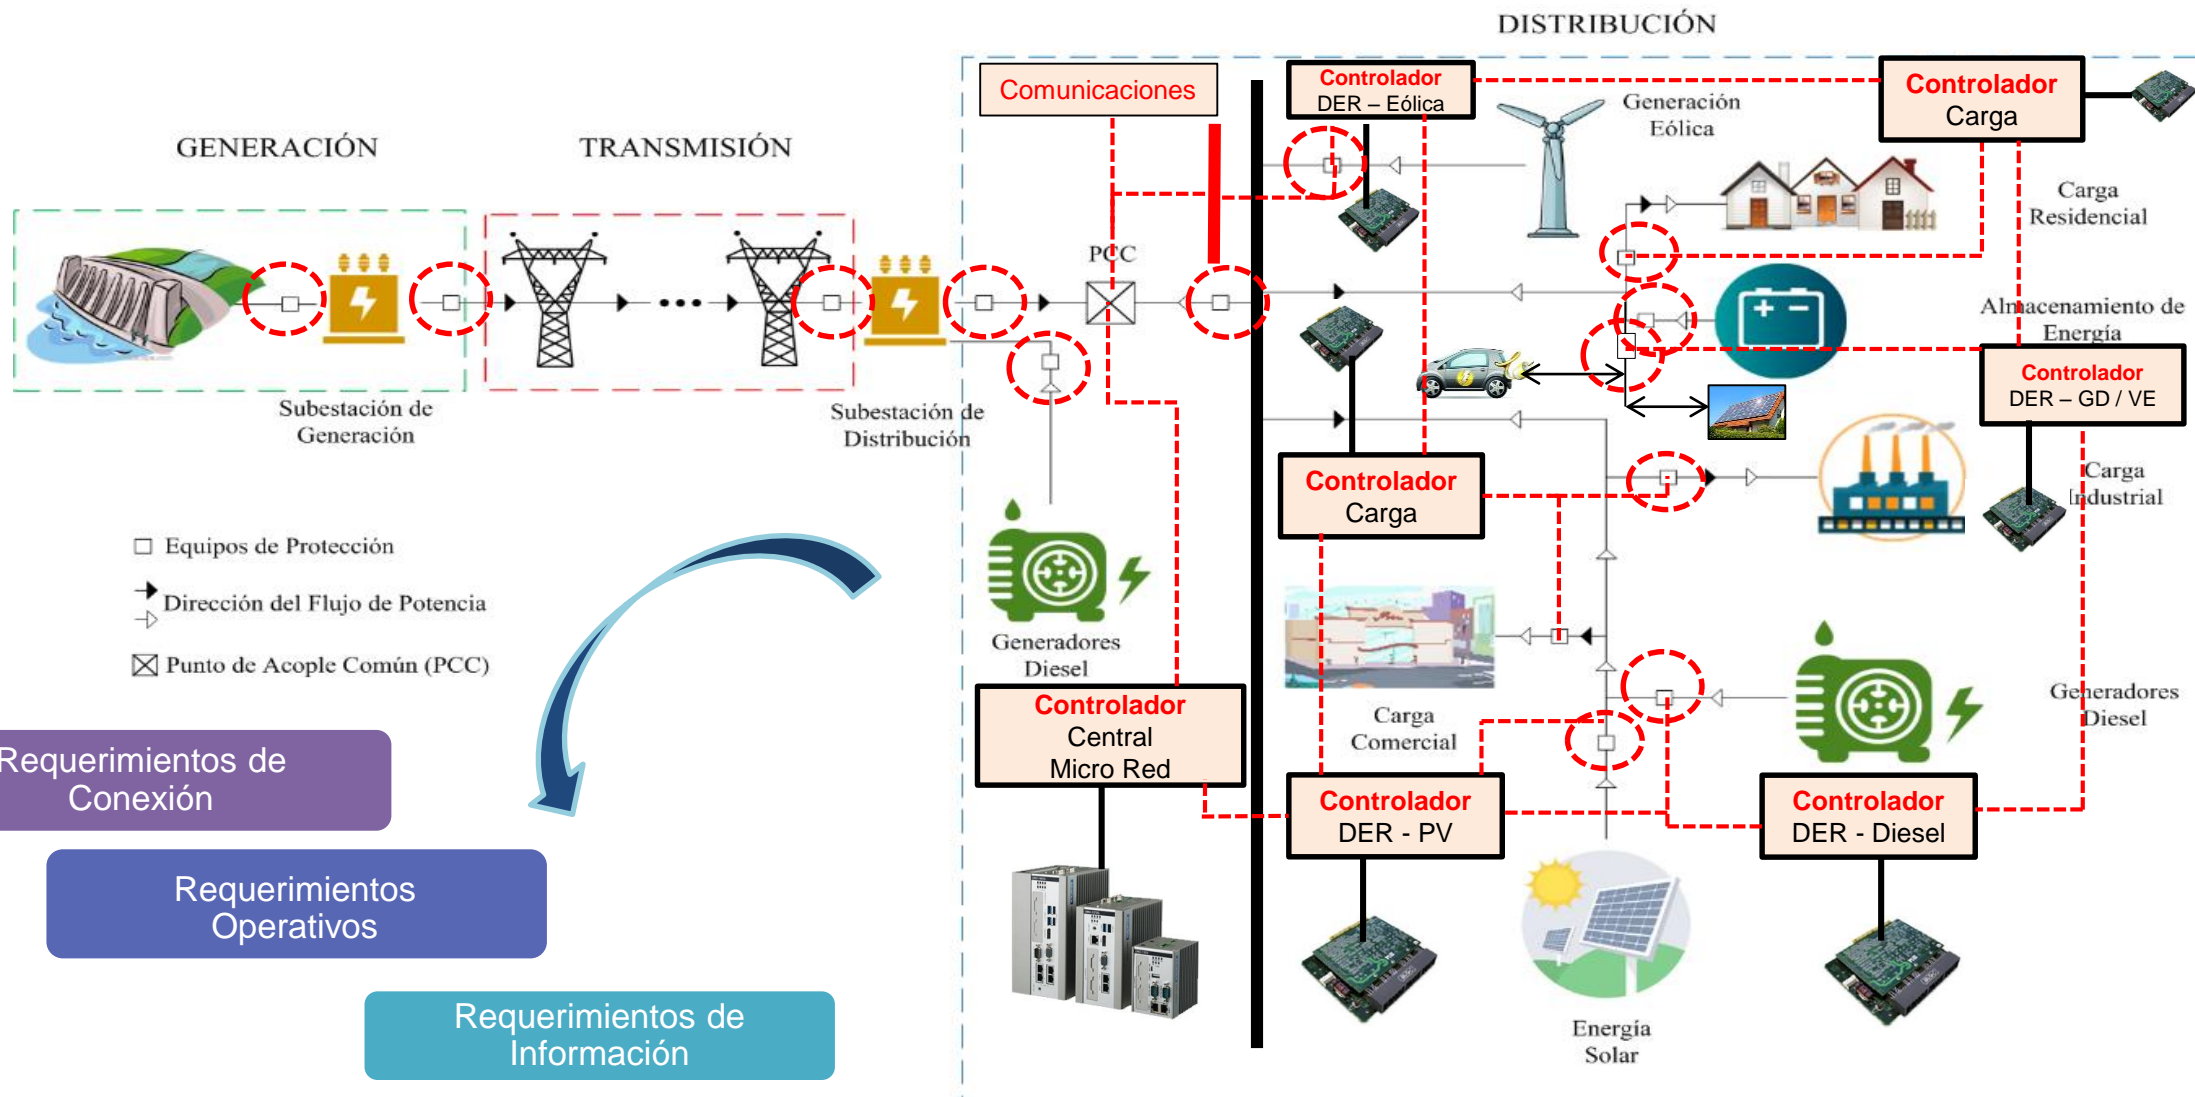 DISTRIBUCIÓN
Comunicaciones
Controlador
DER – Eólica
Generación
Eólica
Controlador
Carga
GENERACIÓN
TRANSMISIÓN
Carga
Residencial
PCC
Almacenamiento de
Energía
Controlador
DER – GD / VE
Subestación de
Generación
Subestación de
Distribución
Controlador
Carga
Carga
Industrial
Equipos de Protección
Dirección del Flujo de Potencia
Punto de Acople Común (PCC)
Generadores
Diesel
Controlador
Central
Micro Red
Carga
Comercial
Generadores
Diesel
Controlador
DER - PV
Controlador
DER - Diesel
Requerimientos de
Conexión
Requerimientos
Operativos
Requerimientos de
Información
Energía
Solar